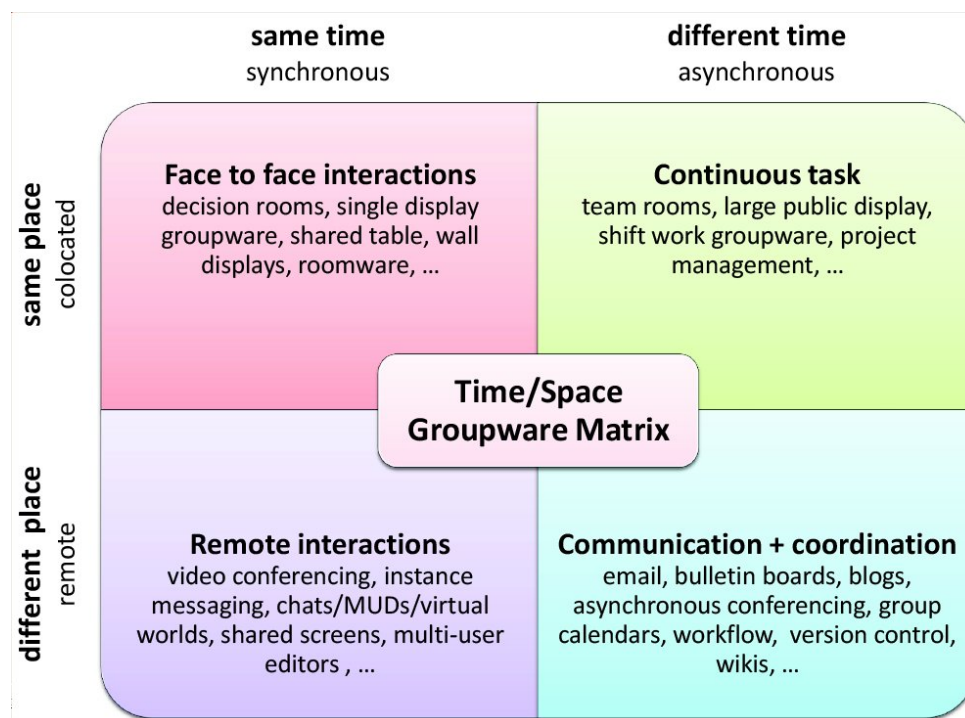 same time
synchronous
different time
asynchronous
same place
colocated
Face to face interactions
decision rooms, single display
groupware, shared table, wall
displays, roomware, ...
Continuous task
team rooms, large public display,
shift work groupware, project
management, ...
Time/Space
Groupware Matrix
different place
remote
Remote interactions
video conferencing, instance
messaging, chats/MUDs/virtual
worlds, shared screens, multi-user
editors , ...
Communication + coordination
email, bulletin boards, blogs,
asynchronous conferencing, group
calendars, workflow, version control,
wikis, ...